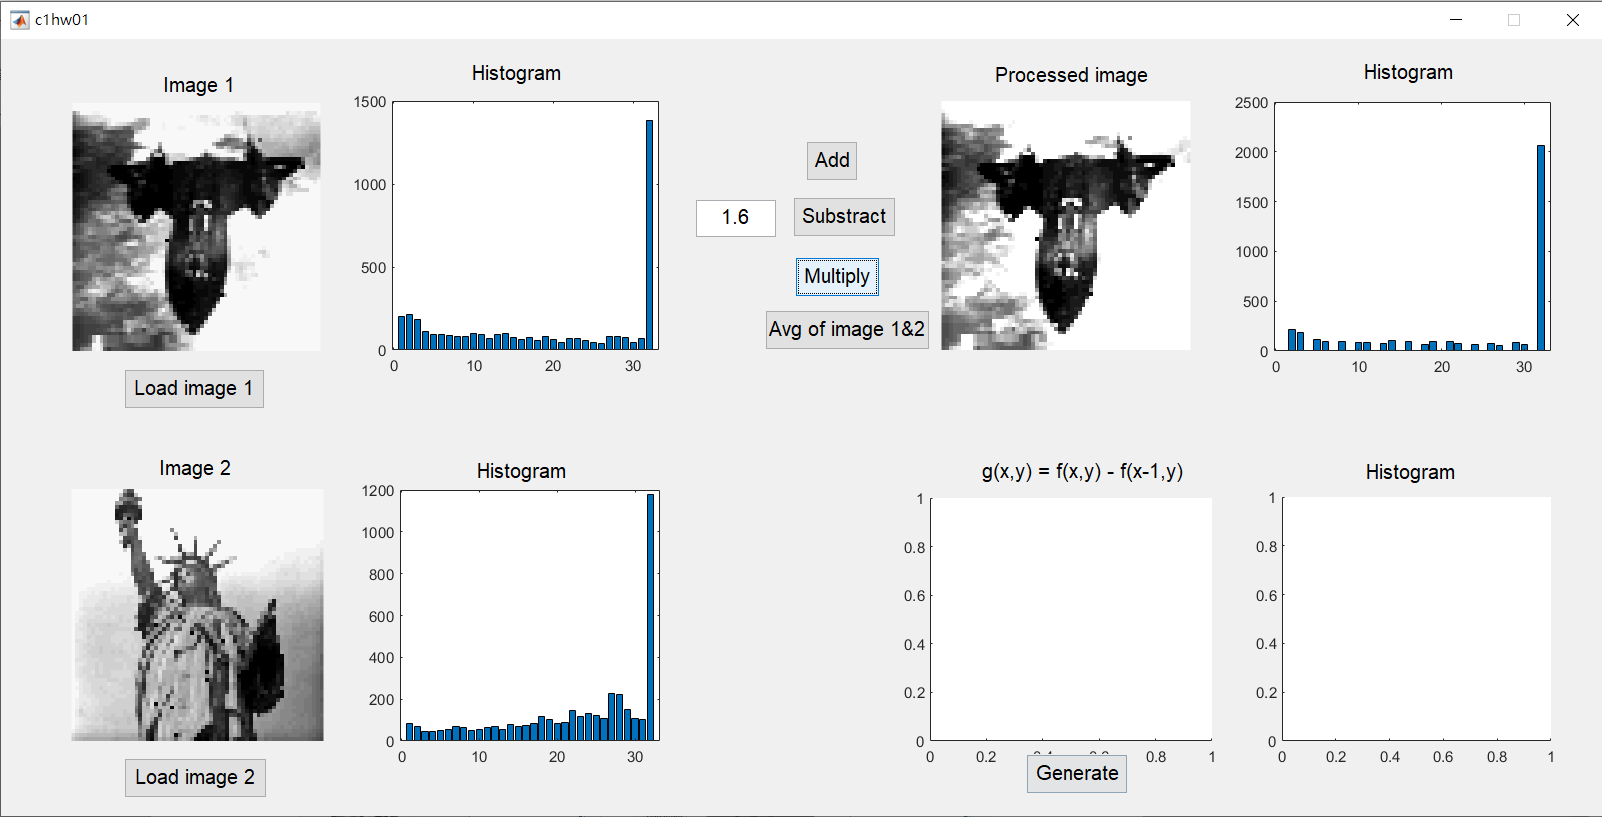 c1hw01
Image 1
Histogram
1500
1000
500
0
0 10 20 30
Load image 1
Add
1.6
Substract
Multiply
Avg of image 1&2
Processed image
Histogram
2500
2000
1500
1000
500
0
0 10 20 30
Image 2
Histogram
1200
1000
800
600
400
200
0
0 10 20 30
Load image 2
g(x,y) = f(x,y) - f(x-1,y)
1
0.8
0.6
0.4
0.2
0
0 0.2 0.4 0.6 0.8 1
Generate
Histogram
1
0.8
0.6
0.4
0.2
0
0 0.2 0.4 0.6 0.8 1